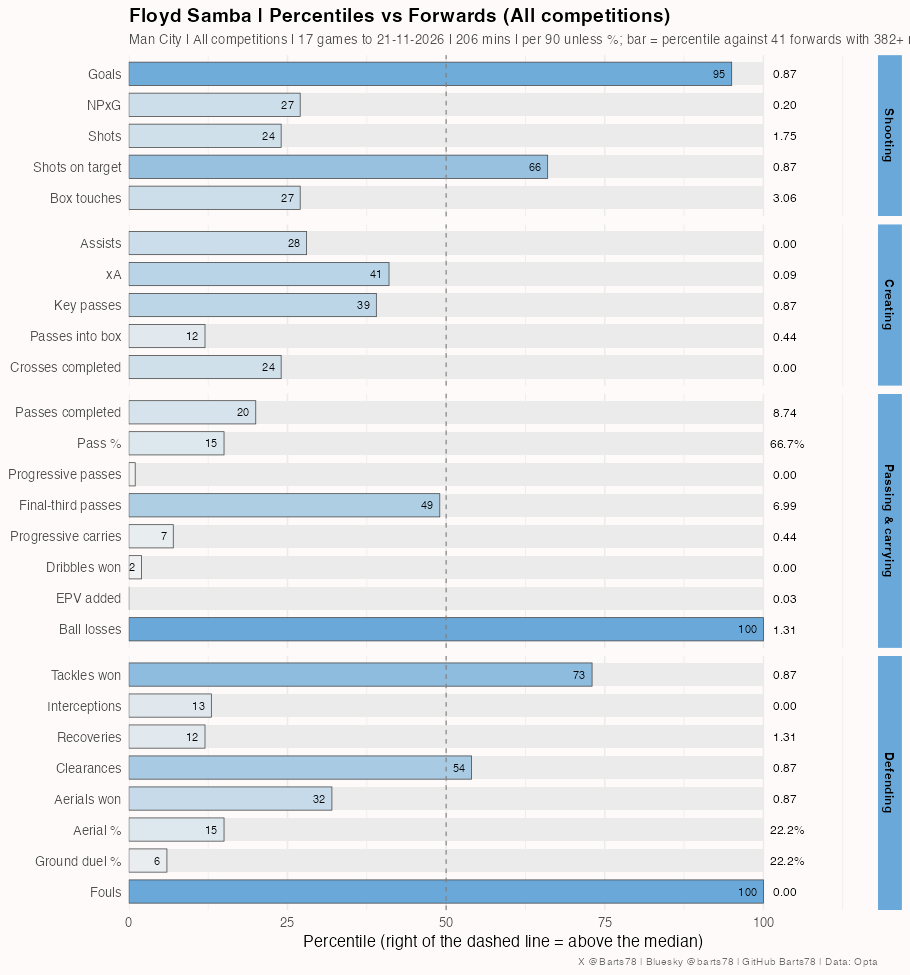 Floyd Samba | Percentiles vs Forwards (All competitions)
Man City | All competitions | 17 games to 21-11-2026 | 206 mins | per 90 unless %; bar = percentile against 41 forwards with 382+
Goals 95 0.87
NPxG 27 0.20
Shots 24 1.75
Shots on target 66 0.87
Box touches 27 3.06
Shooting
Assists 28 0.00
xA 41 0.09
Key passes 39 0.87
Passes into box 12 0.44
Crosses completed 24 0.00
Creating
Passes completed 20 8.74
Pass % 15 66.7%
Progressive passes 0.00
Final-third passes 49 6.99
Progressive carries 7 0.44
Dribbles won 2 0.00
EPV added 0.03
Ball losses 100 1.31
Passing & carrying
Tackles won 73 0.87
Interceptions 13 0.00
Recoveries 12 1.31
Clearances 54 0.87
Aerials won 32 0.87
Aerial % 15 22.2%
Ground duel % 6 22.2%
Fouls 100 0.00
Defending
0 25 50 75 100
Percentile (right of the dashed line = above the median)
X @Barts78 | Bluesky @barts78 | GitHub Barts78 | Data: Opta